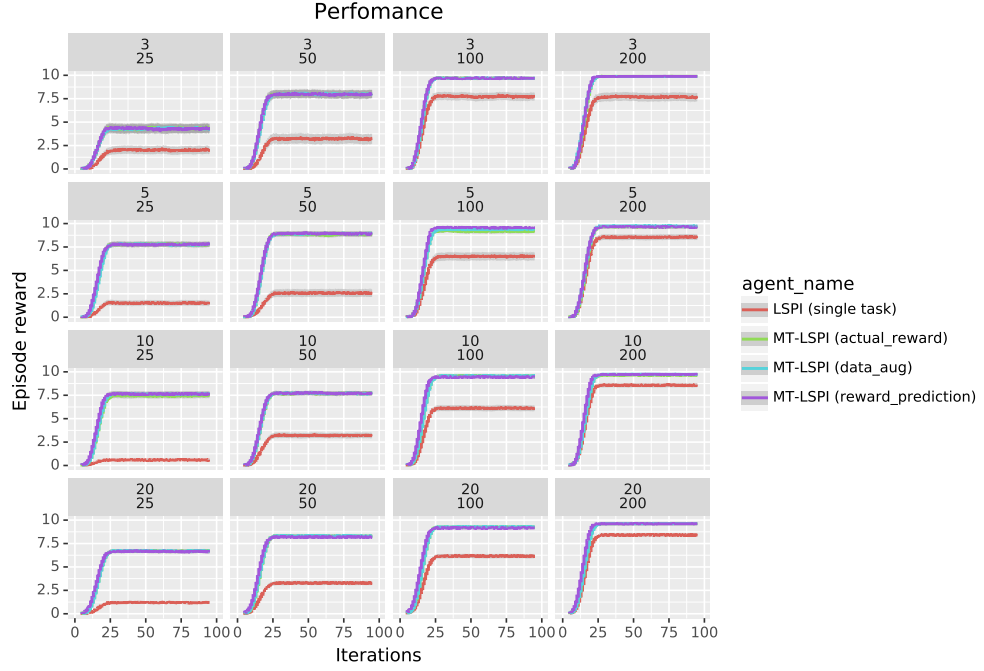 Perfomance
3 3 3 3
25 50 100 200
10
7.5
5
2.5
0
5 5 5 5
25 50 100 200
10
7.5
5
2.5
0
10 10 10 10
25 50 100 200
10
7.5
5
2.5
0
20 20 20 20
25 50 100 200
10
7.5
5
2.5
0
0 25 50 75 100 0 25 50 75 100 0 25 50 75 100 0 25 50 75 100
Iterations
Episode reward
agent_name
LSPI (single task)
MT-LSPI (actual_reward)
MT-LSPI (data_aug)
MT-LSPI (reward_prediction)